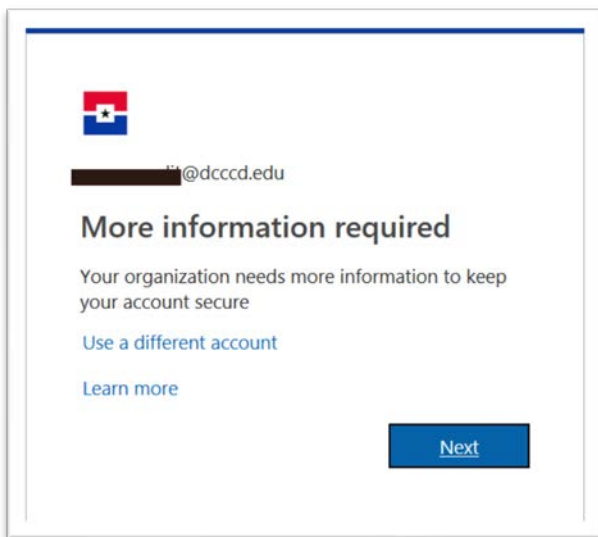 @dcccd.edu
More information required
Your organization needs more information to keep
your account secure
Use a different account
Learn more
Next